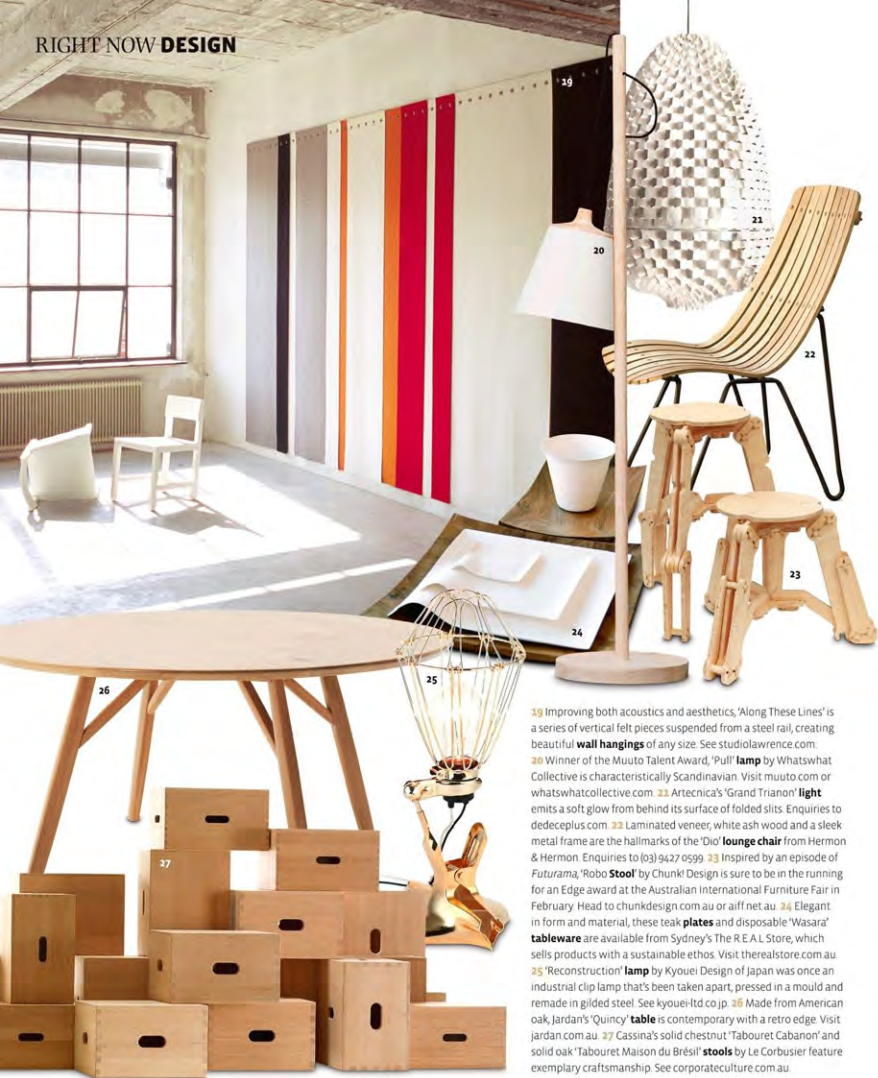 RIGHT NOW DESIGN
19
21
20
22
23
24
25
26
27
19 Improving both acoustics and aesthetics, 'Along These Lines' is
a series of vertical felt pieces suspended from a steel rail, creating
beautiful wall hangings of any size. See studiolawrence.com.
20 Winner of the Muuto Talent Award, 'Pull' lamp by Whatswhat
Collective is characteristically Scandinavian. Visit muuto.com or
whatswhatcollective.com. 21 Artecnica's 'Grand Trianon' light
emits a soft glow from behind its surface of folded slits. Enquiries to
dedeceplus.com. 22 Laminated veneer, white ash wood and a sleek
metal frame are the hallmarks of the 'Dio' lounge chair from Hermon
& Hermon. Enquiries to (03) 9427 0599. 23 Inspired by an episode of
Futurama, 'Robo Stool' by Chunk! Design is sure to be in the running
for an Edge award at the Australian International Furniture Fair in
February. Head to chunkdesign.com.au or aiff.net.au. 24 Elegant
in form and material, these teak plates and disposable 'Wasara'
tableware are available from Sydney's The R.E.A.L Store, which
sells products with a sustainable ethos. Visit therealstore.com.au.
25 'Reconstruction' lamp by Kyouei Design of Japan was once an
industrial clip lamp that's been taken apart, pressed in a mould and
remade in gilded steel. See kyouei-ltd.co.jp. 26 Made from American
oak, Jardan's 'Quincy' table is contemporary with a retro edge. Visit
jardan.com.au. 27 Cassina's solid chestnut 'Tabouret Cabanon' and
solid oak 'Tabouret Maison du Brésil' stools by Le Corbusier feature
exemplary craftsmanship. See corporateculture.com.au.